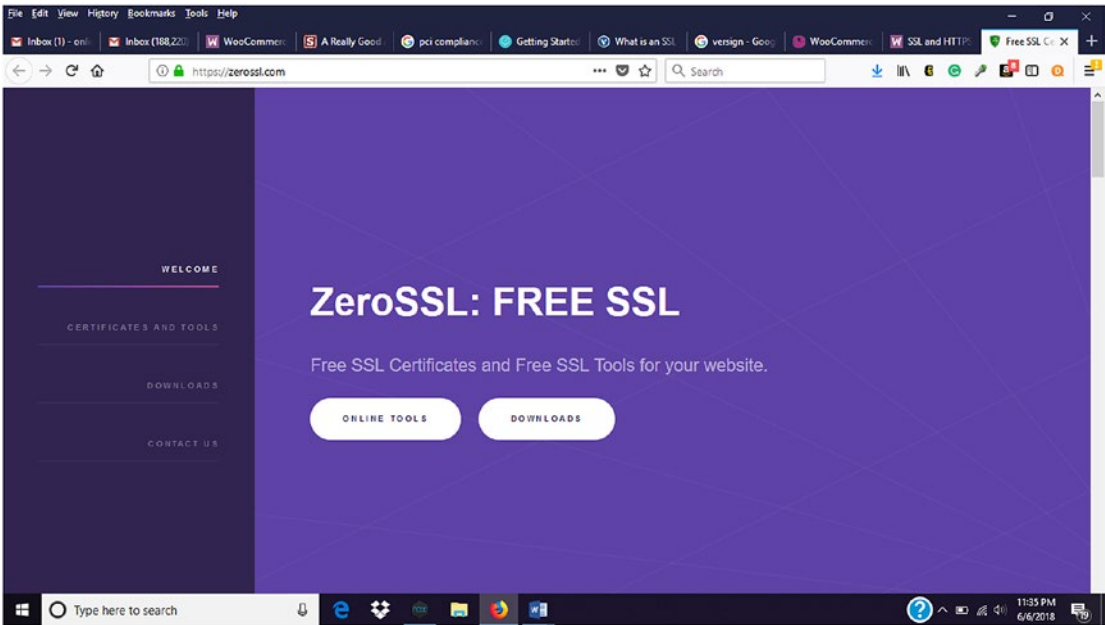 File Edit View History Bookmarks Tools Help
Inbox (1) - onli Inbox (188,220) WooCommerc A Really Good pci compliance Getting Started What is an SSL version - Goog WooCommerc SSL and HTTPS Free SSL Ce
https://zerossl.com Search
WELCOME
CERTIFICATES AND TOOLS
DOWNLOADS
CONTACT US
ZeroSSL: FREE SSL
Free SSL Certificates and Free SSL Tools for your website.
ONLINE TOOLS DOWNLOADS
Type here to search
11:35 PM
6/6/2018